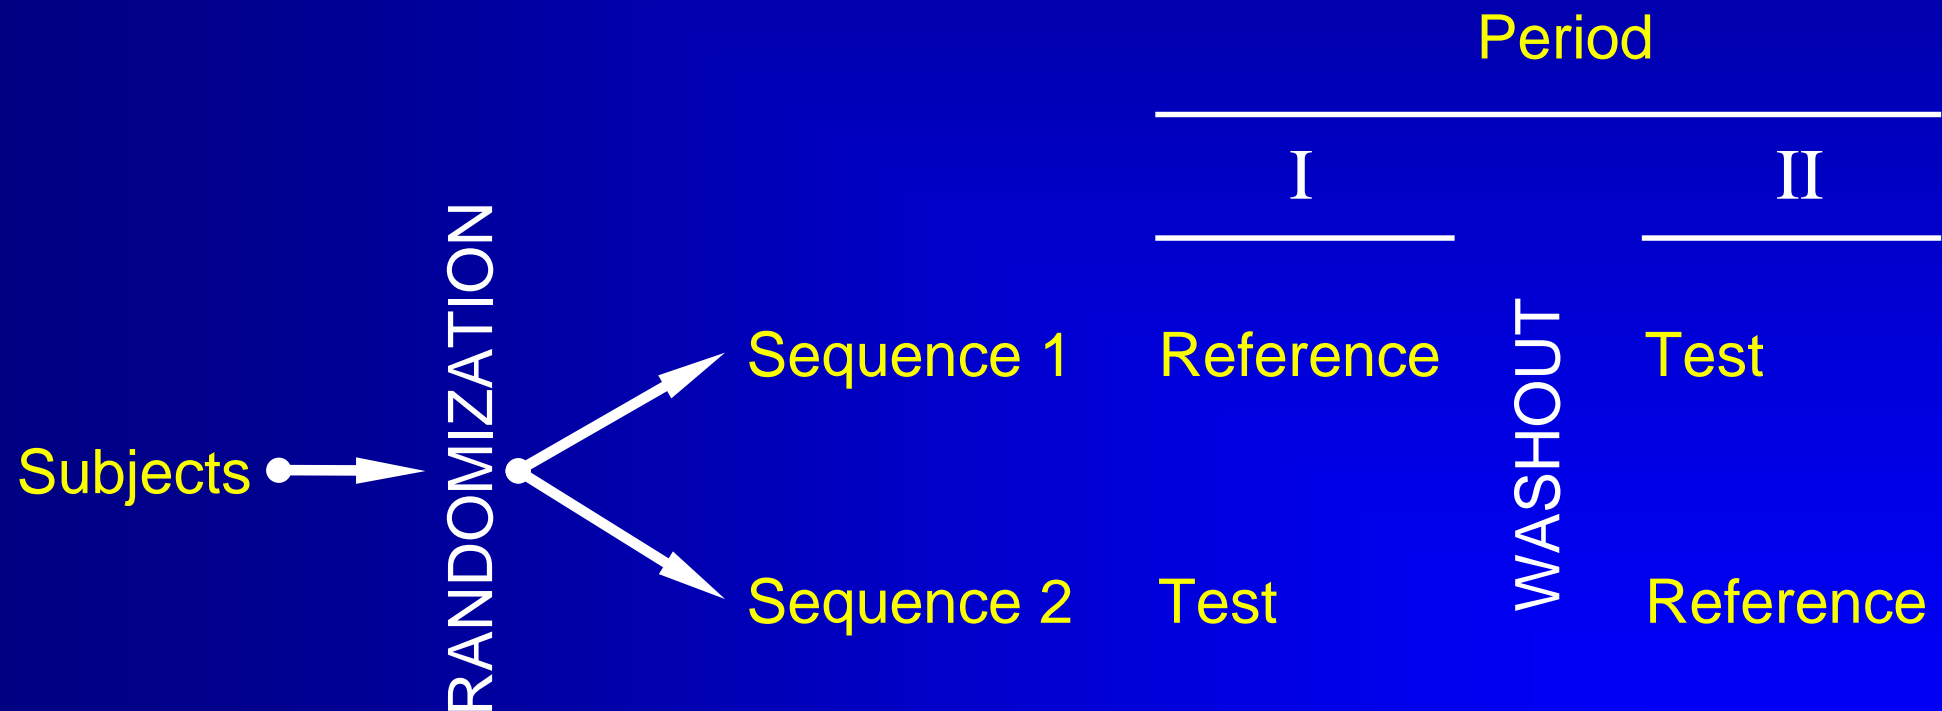 Period
I II
RANDOMIZATION
WASHOUT
Sequence 1 Reference Test
Subjects
Sequence 2 Test Reference